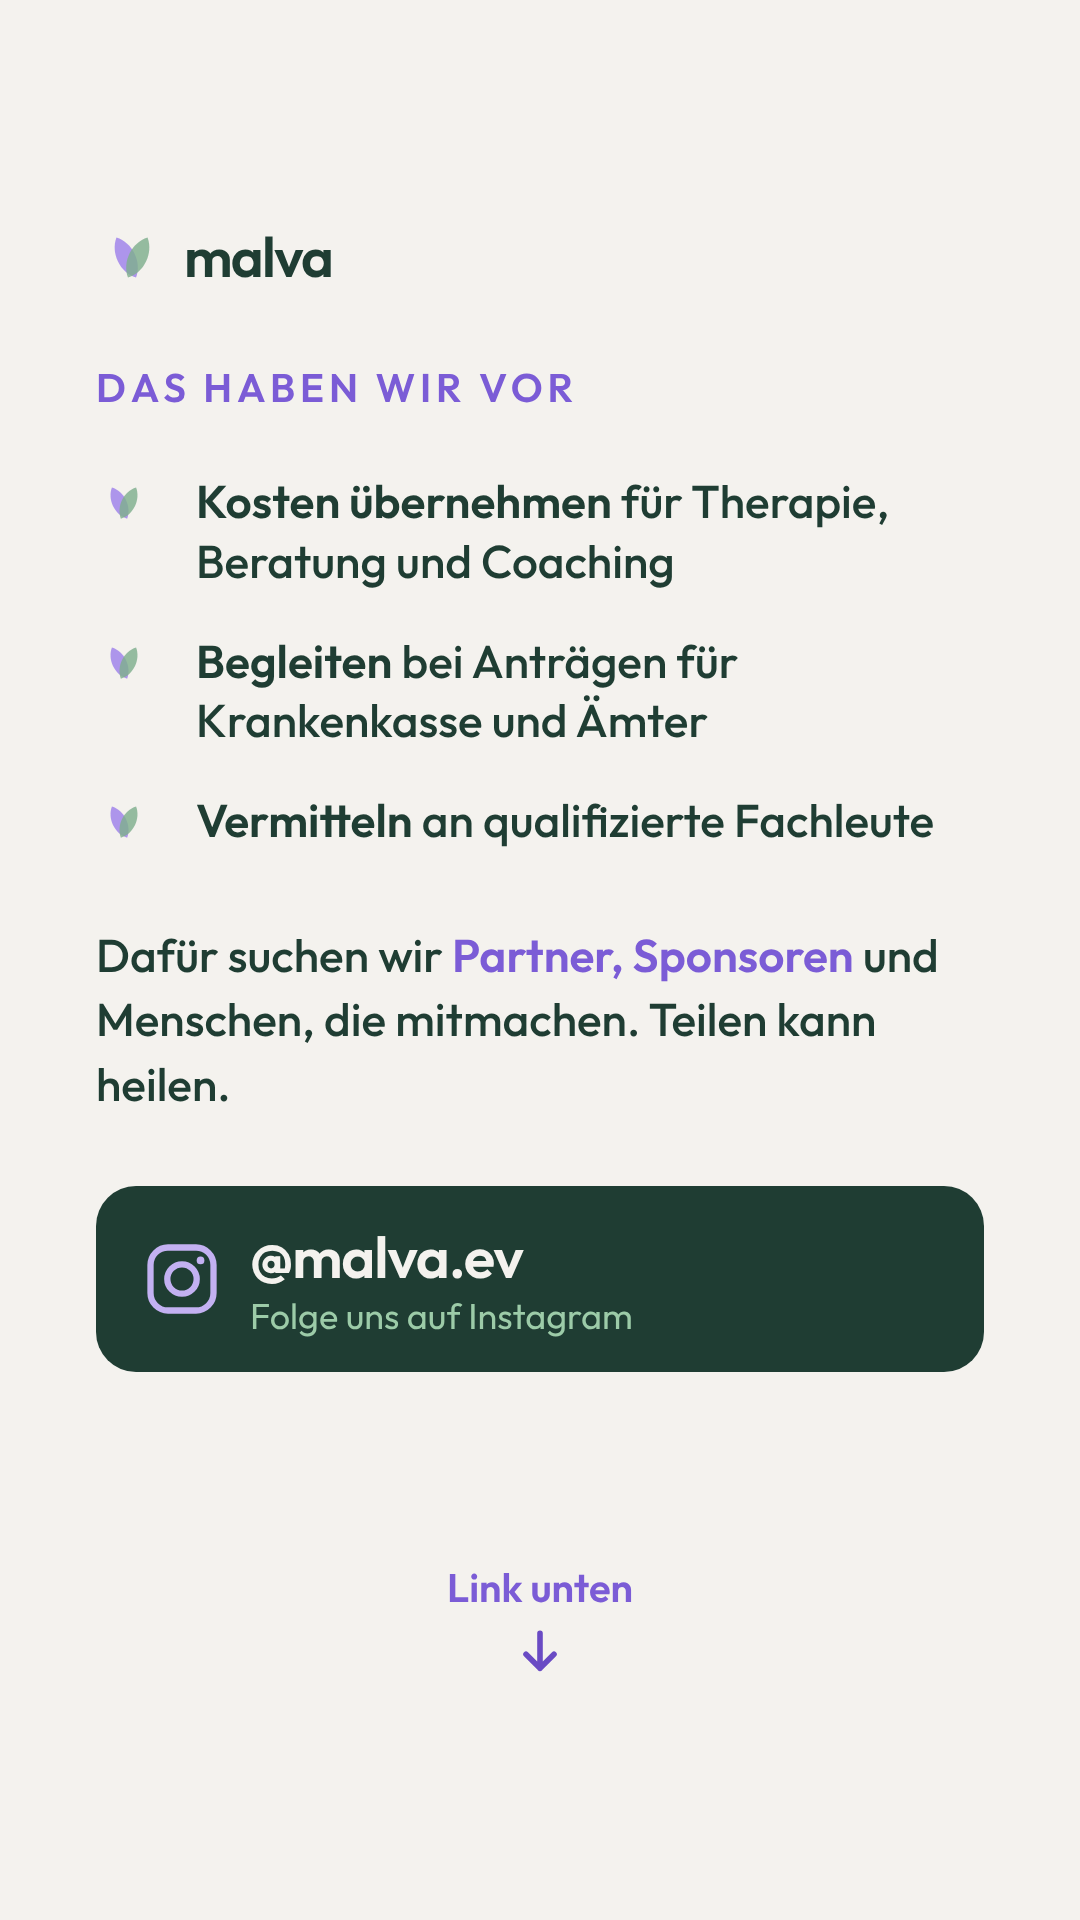 malva
DAS HABEN WIR VOR
Kosten übernehmen für Therapie,
Beratung und Coaching
Begleiten bei Anträgen für
Krankenkasse und Ämter
Vermitteln an qualifizierte Fachleute
Dafür suchen wir Partner, Sponsoren und
Menschen, die mitmachen. Teilen kann
heilen.
@malva.ev
Folge uns auf Instagram
Link unten